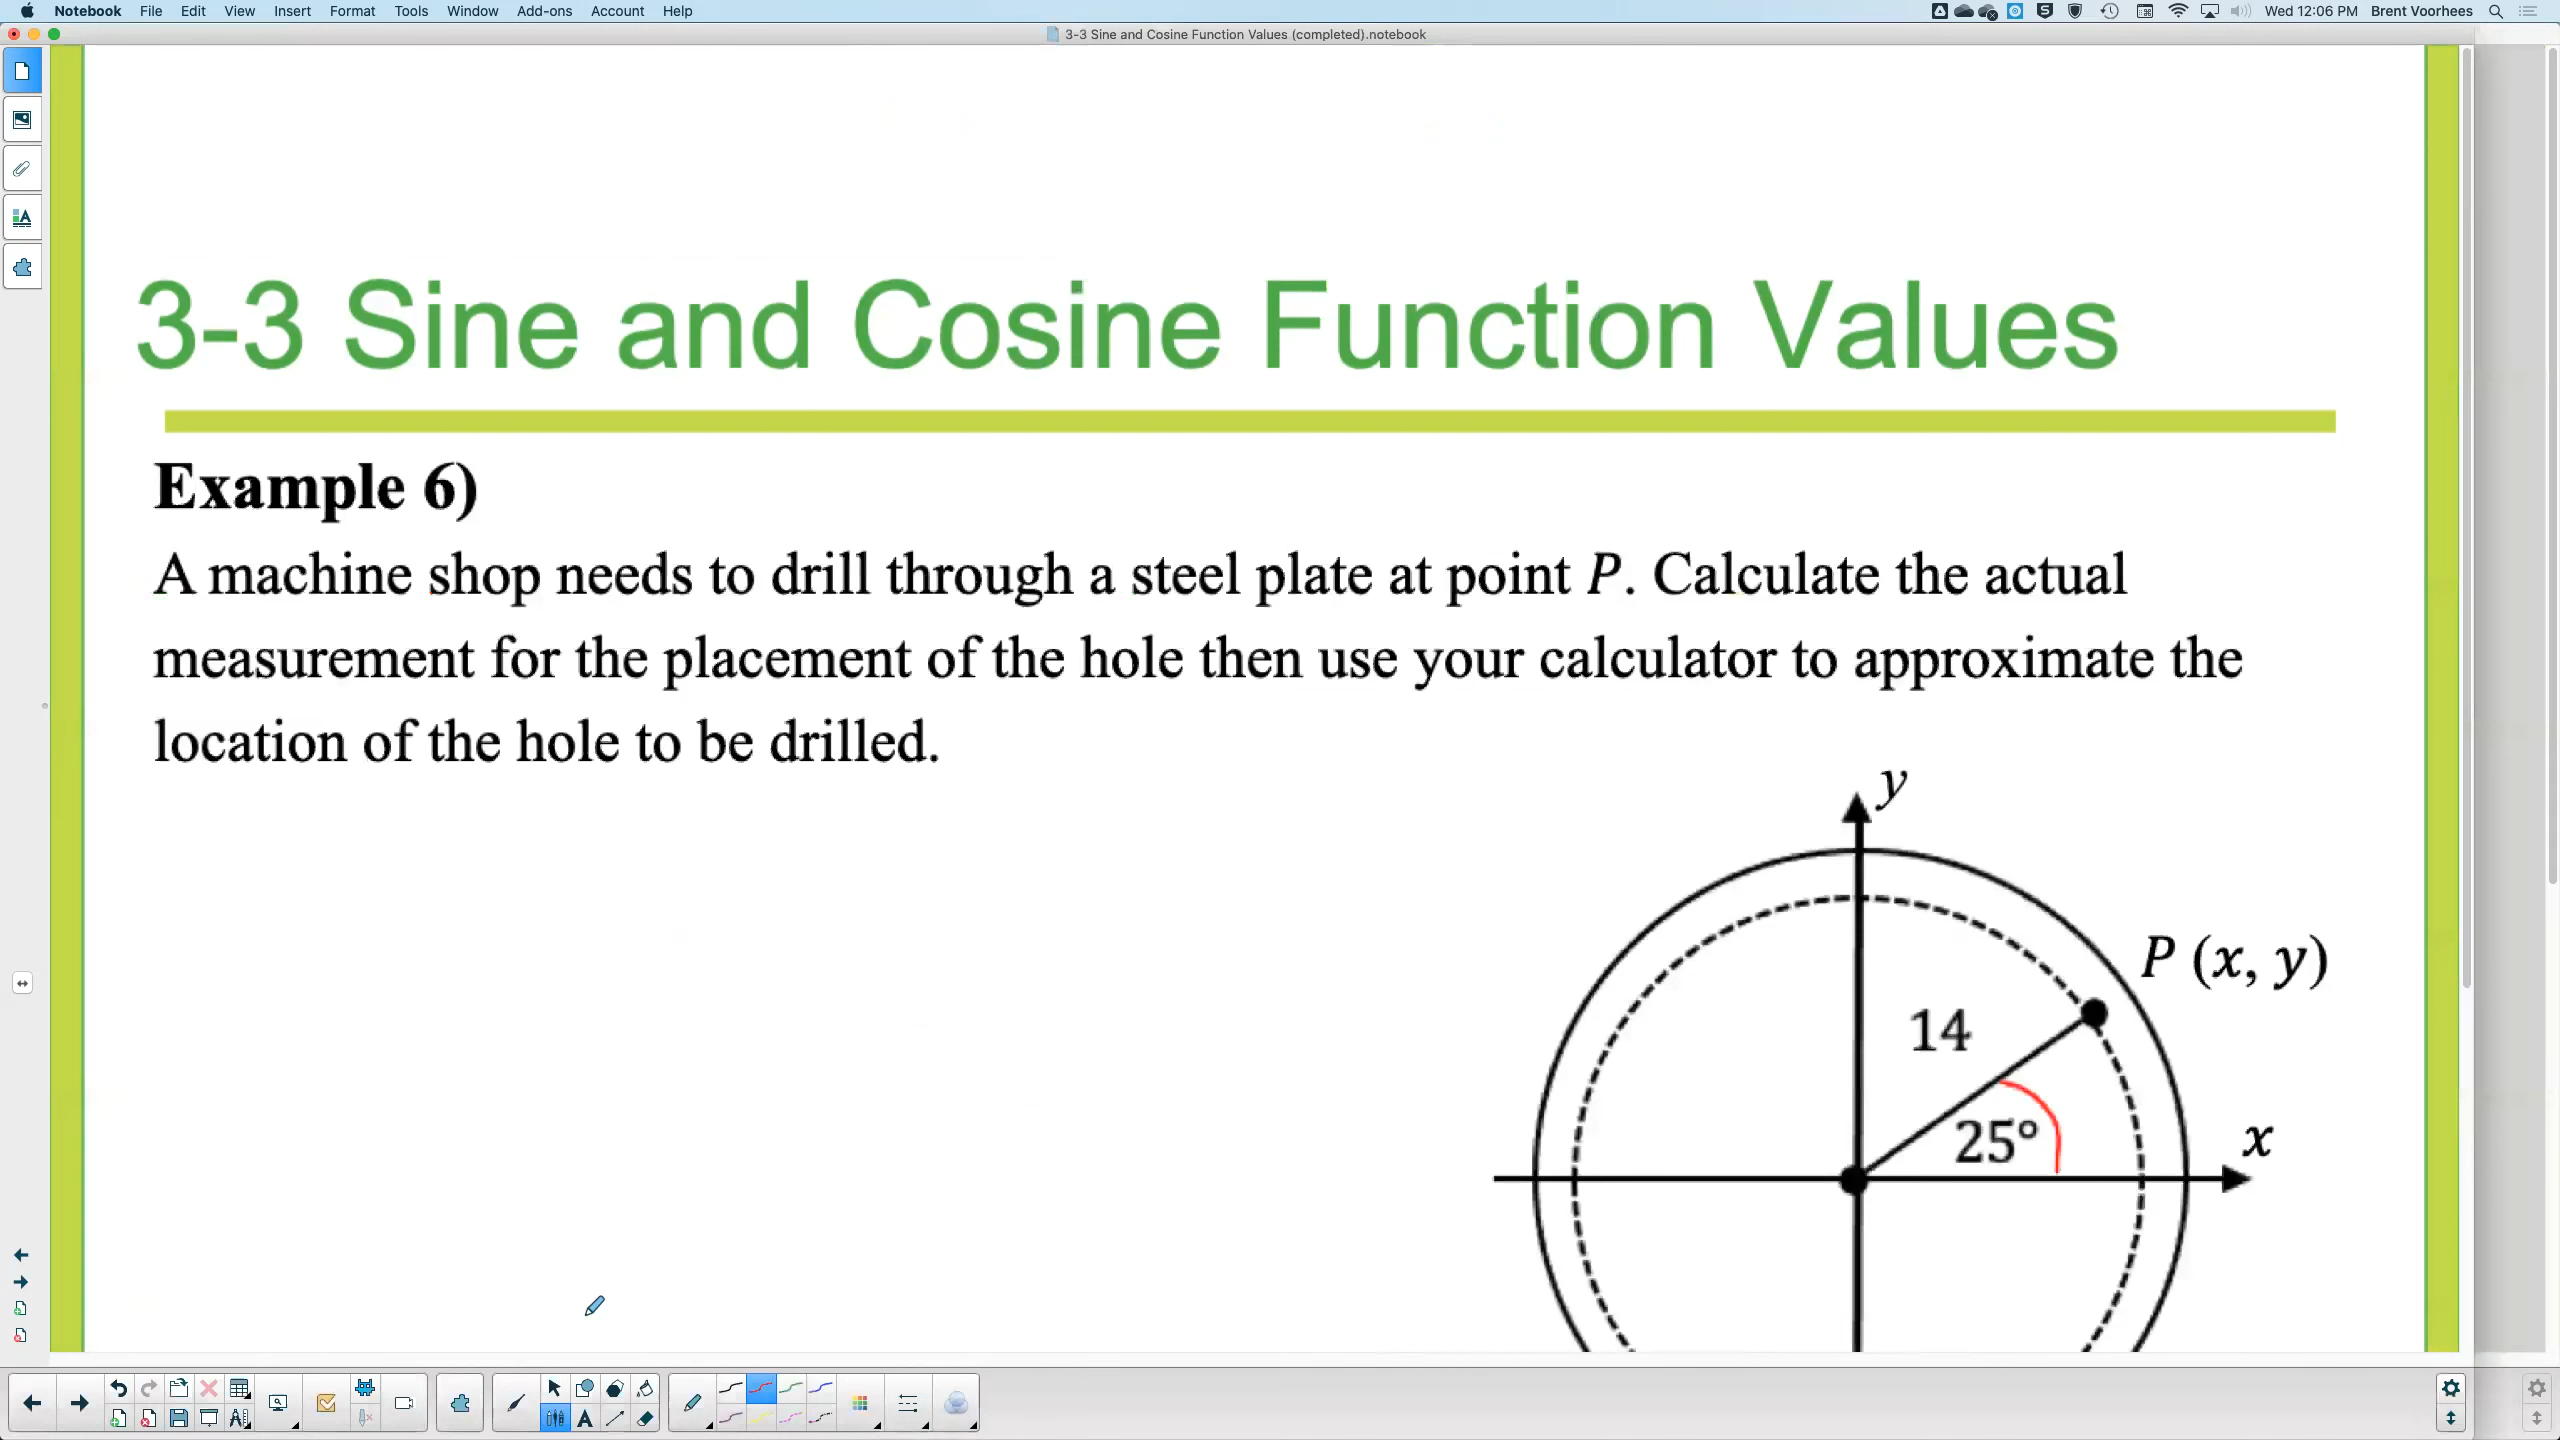 Notebook File Edit View Insert Format Tools Window Add-ons Account Help Wed 12:06 PM Brent Voorhees
3-3 Sine and Cosine Function Values (completed).notebook
3-3 Sine and Cosine Function Values
Example 6)
A machine shop needs to drill through a steel plate at point P. Calculate the actual
measurement for the placement of the hole then use your calculator to approximate the
location of the hole to be drilled.
y
P (x, y)
14
25°
x